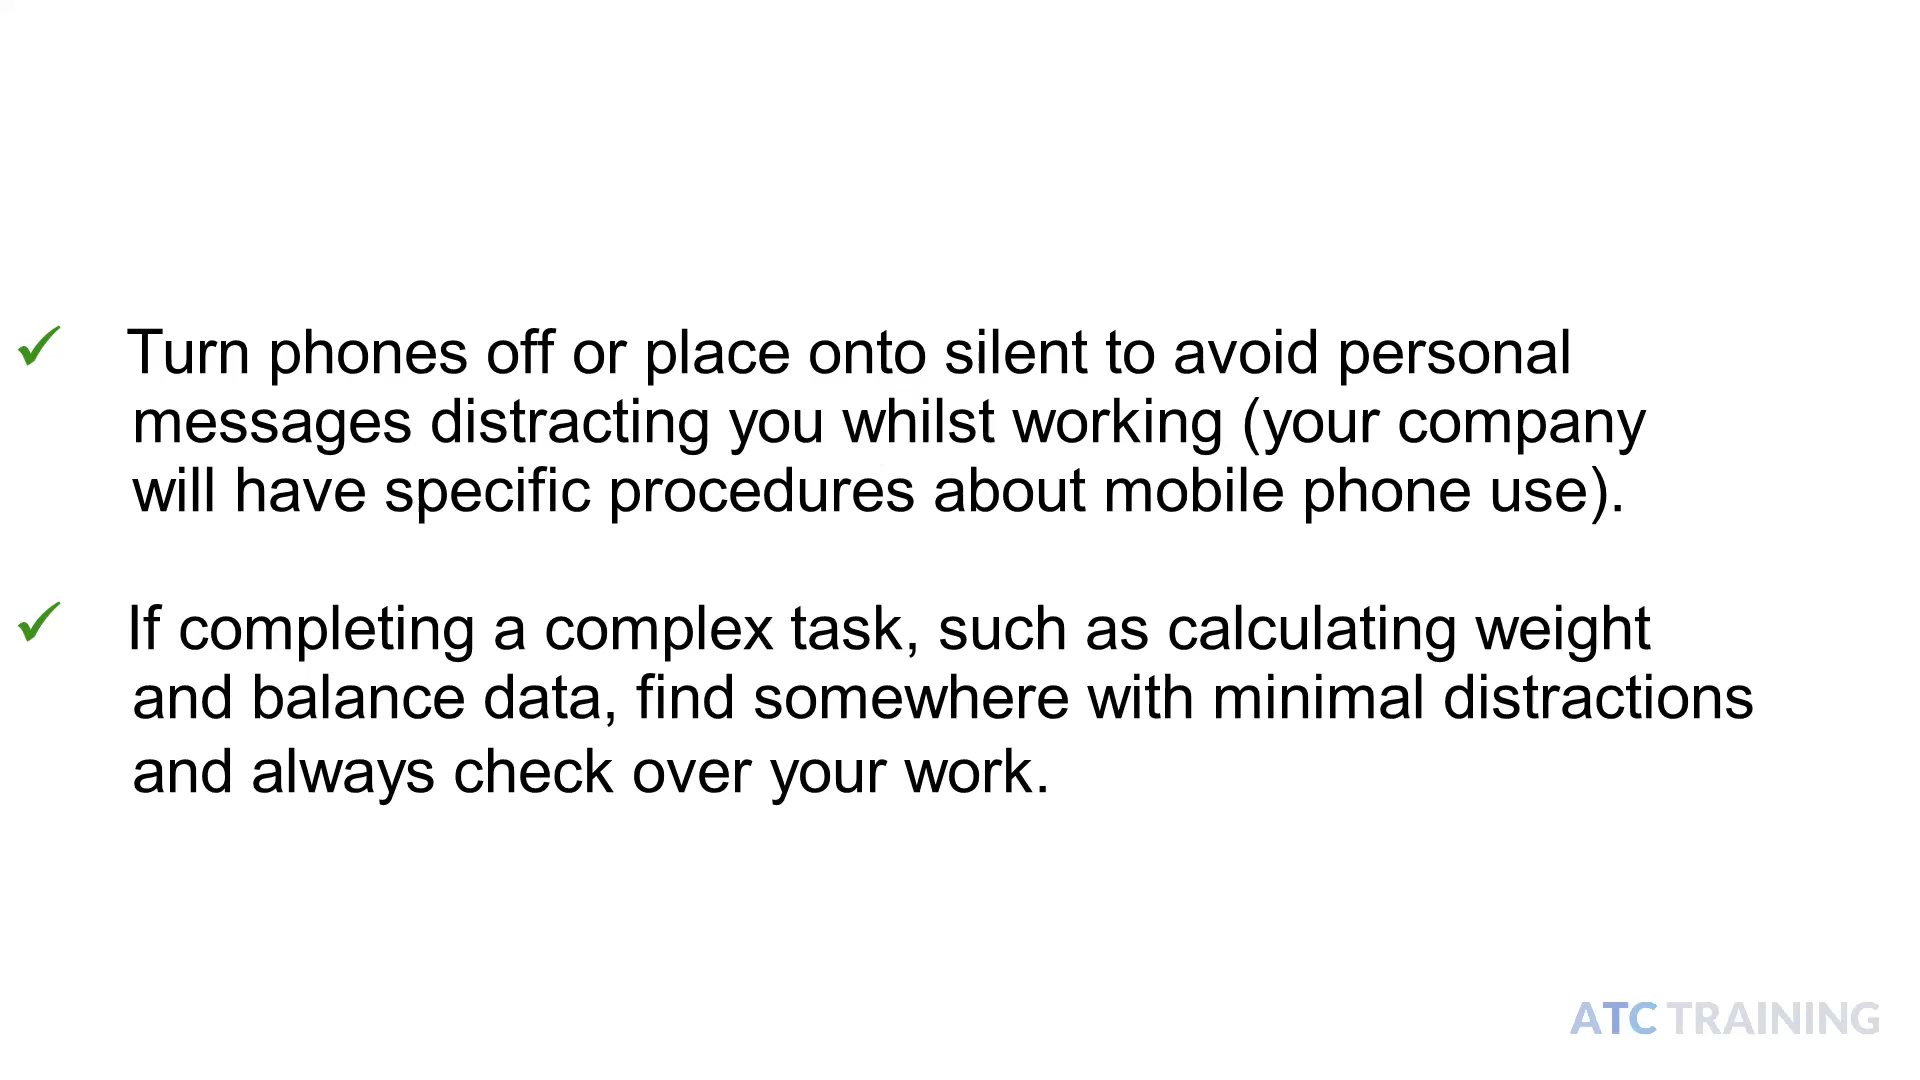 ✓ Turn phones off or place onto silent to avoid personal
messages distracting you whilst working (your company
will have specific procedures about mobile phone use).
✓ If completing a complex task, such as calculating weight
and balance data, find somewhere with minimal distractions
and always check over your work.
ATC TRAINING